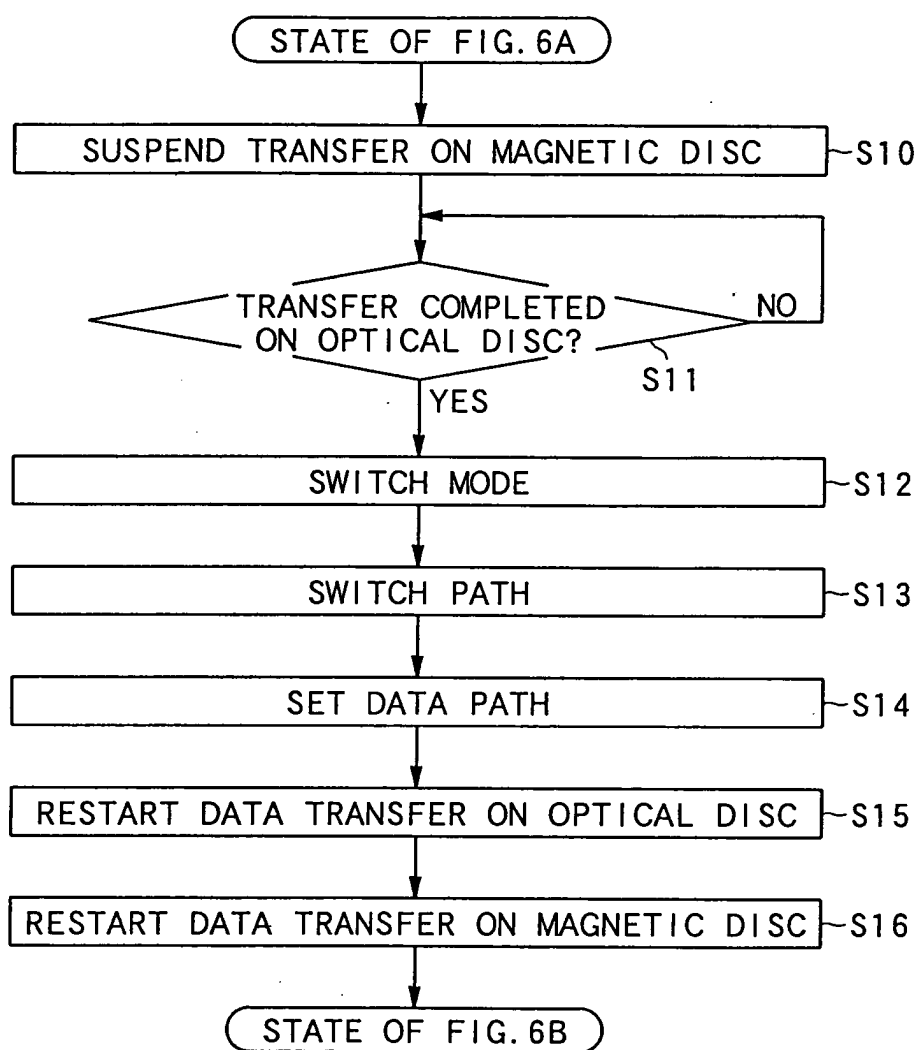 STATE OF FIG. 6A
SUSPEND TRANSFER ON MAGNETIC DISC
S10
TRANSFER COMPLETED
ON OPTICAL DISC?
NO
S11
YES
SWITCH MODE
S12
SWITCH PATH
S13
SET DATA PATH
S14
RESTART DATA TRANSFER ON OPTICAL DISC
S15
RESTART DATA TRANSFER ON MAGNETIC DISC
S16
STATE OF FIG. 6B